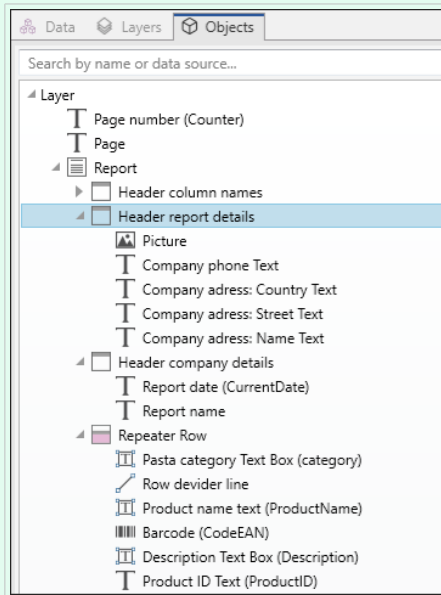 Data Layers Objects
Search by name or data source...
Layer
Page number (Counter)
Page
Report
Header column names
Header report details
Picture
Company phone Text
Company adress: Country Text
Company adress: Street Text
Company adress: Name Text
Header company details
Report date (CurrentDate)
Report name
Repeater Row
Pasta category Text Box (category)
Row devider line
Product name text (ProductName)
Barcode (CodeEAN)
Description Text Box (Description)
Product ID Text (ProductID)